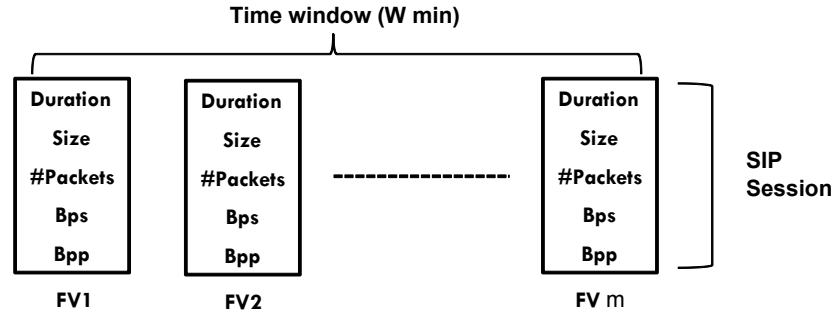 Time window (W min)
Duration
Size
#Packets
Bps
Bpp
FV1
Duration
Size
#Packets
Bps
Bpp
FV2
Duration
Size
#Packets
Bps
Bpp
FV m
SIP
Session